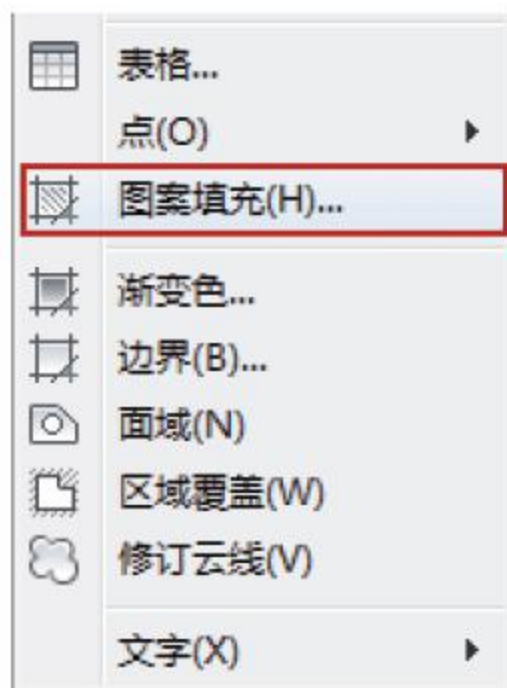 表格...
点(O)
图案填充(H)...
渐变色...
边界(B)...
面域(N)
区域覆盖(W)
修订云线(V)
文字(X)